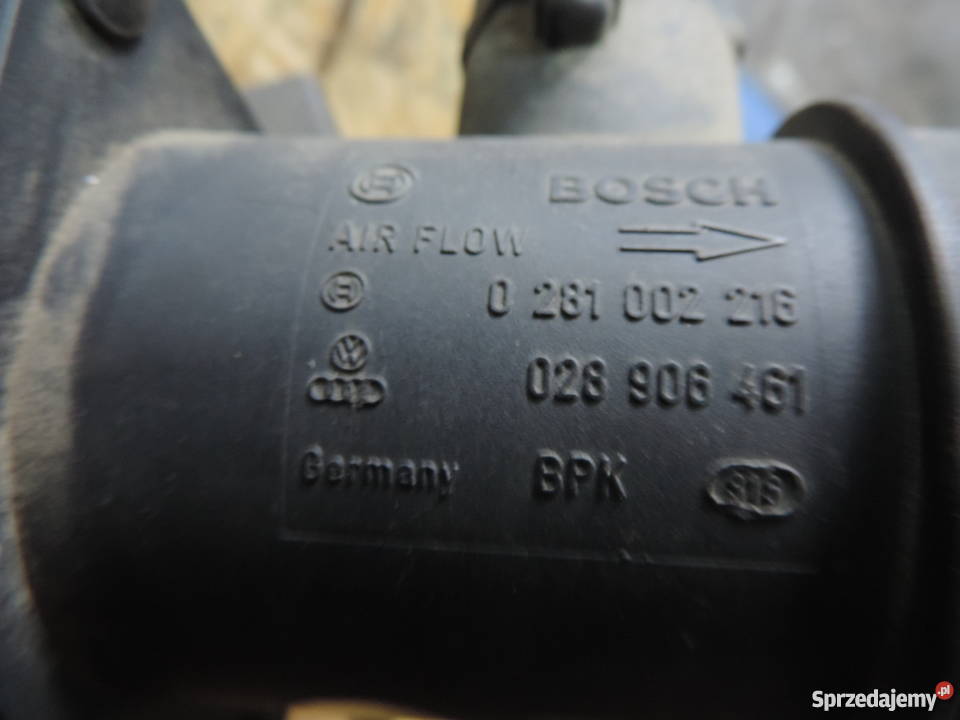 BOSCH
AIR FLOW
0 281 002 216
028 906 461
Germany BPK
Sprzedajemy.pl